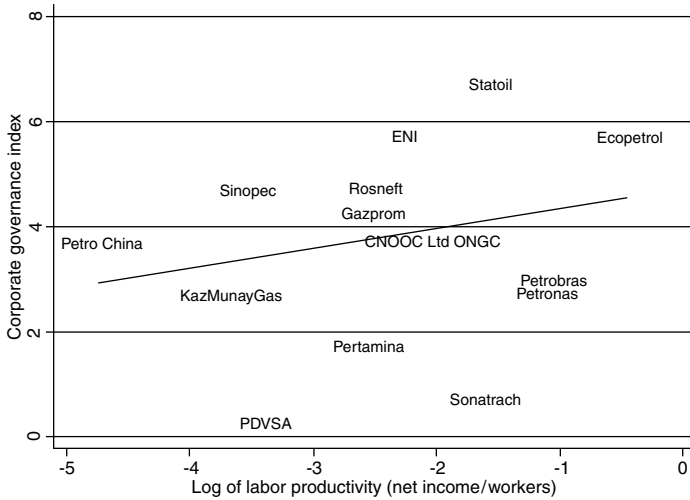 8
Statoil
6
ENI
Ecopetrol
Sinopec
Rosneft
Gazprom
4
Petro China
CNOOC Ltd ONGC
Petrobras
Petronas
KazMunayGas
2
Pertamina
Sonatrach
PDVSA
0
Corporate governance index
-5 -4 -3 -2 -1 0
Log of labor productivity (net income/workers)